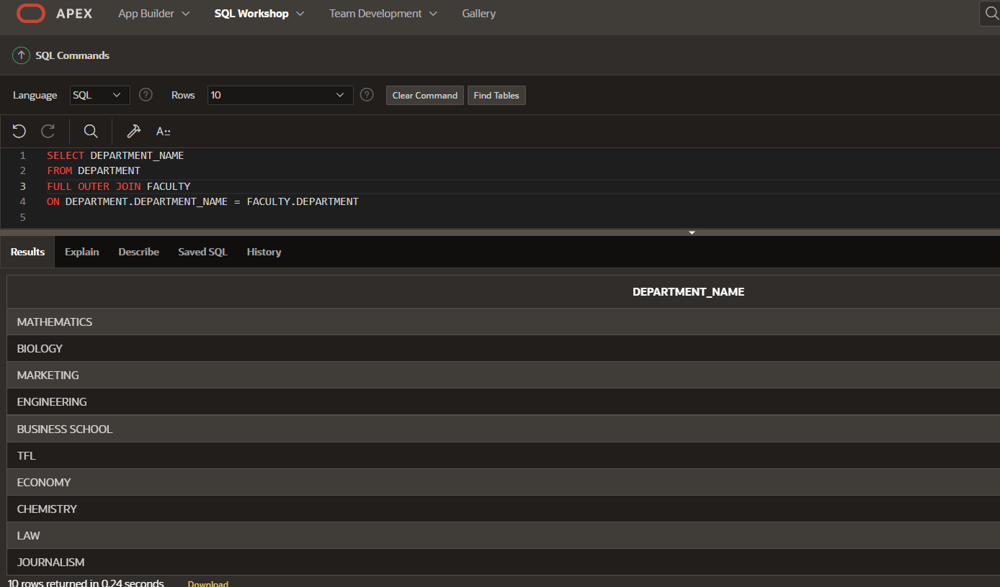 APEX App Builder SQL Workshop Team Development Gallery
SQL Commands
Language SQL ? Rows 10 ? Clear Command Find Tables
A::
1 SELECT DEPARTMENT_NAME
2 FROM DEPARTMENT
3 FULL OUTER JOIN FACULTY
4 ON DEPARTMENT.DEPARTMENT_NAME = FACULTY.DEPARTMENT
5
Results Explain Describe Saved SQL History
DEPARTMENT_NAME
MATHEMATICS
BIOLOGY
MARKETING
ENGINEERING
BUSINESS SCHOOL
TFL
ECONOMY
CHEMISTRY
LAW
JOURNALISM
10 rows returned in 0.24 seconds Download